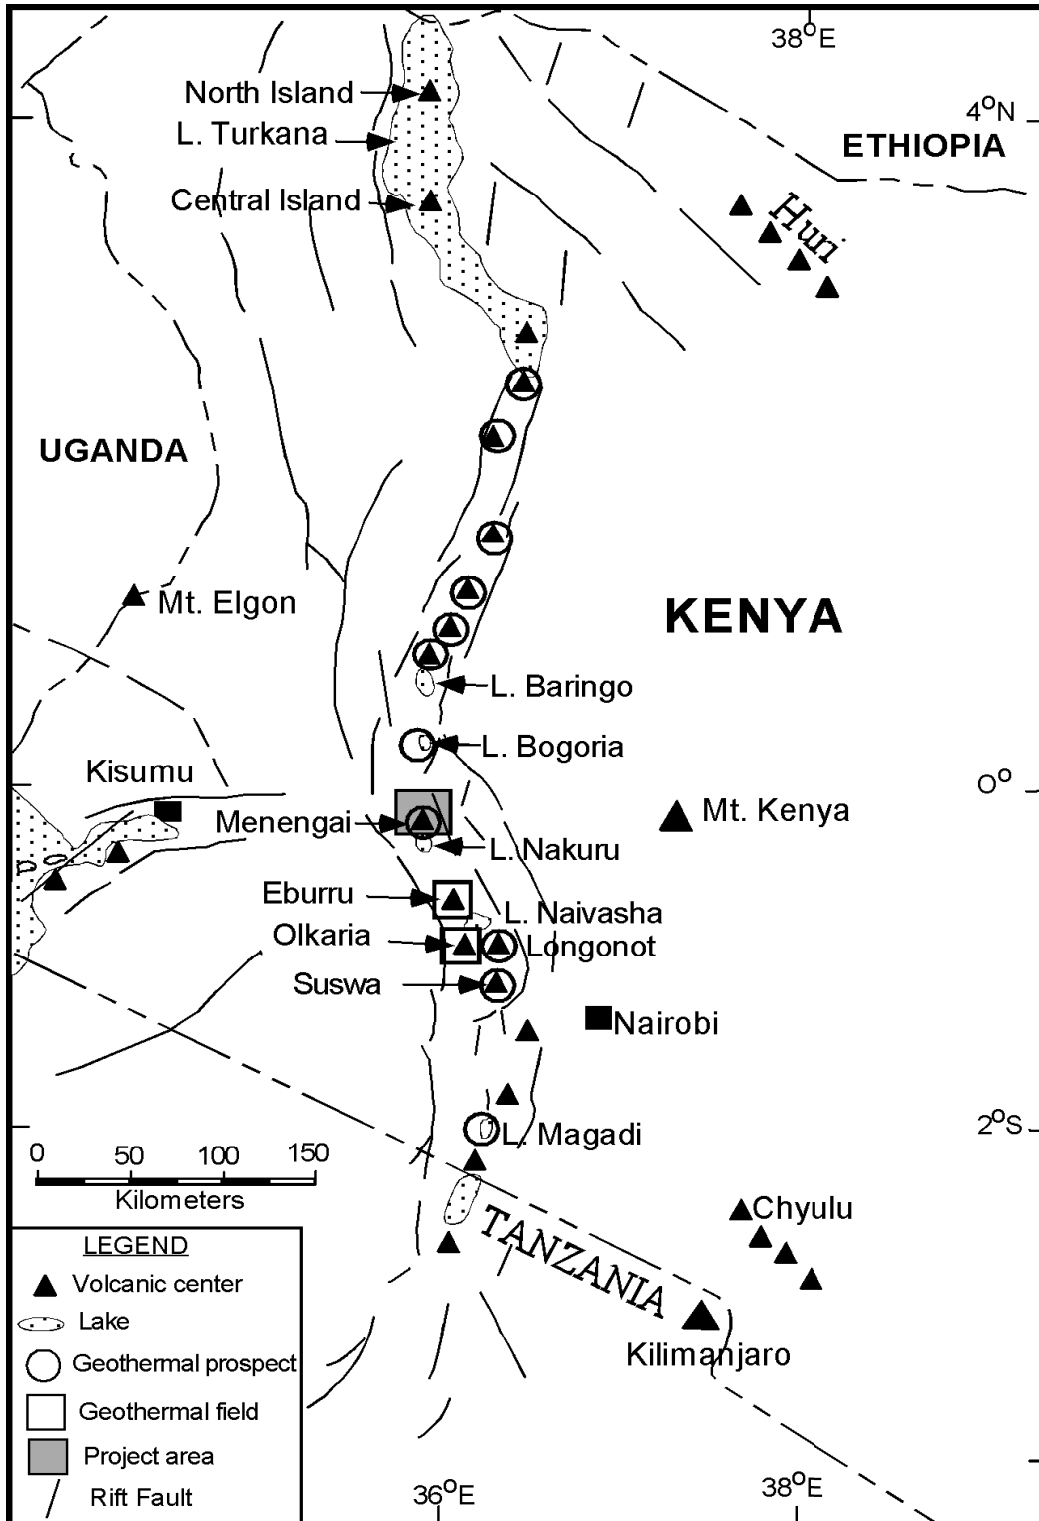 38°E
North Island
4°N
L. Turkana
ETHIOPIA
Central Island
Huri
UGANDA
Mt. Elgon
KENYA
L. Baringo
L. Bogoria
Kisumu
0°
Menengai
Mt. Kenya
L. Nakuru
Eburru
L. Naivasha
Olkaria
Longonot
Suswa
Nairobi
2°S
L. Magadi
0 50 100 150
Kilometers
Chyulu
TANZANIA
LEGEND
Volcanic center
Lake
Kilimanjaro
Geothermal prospect
Geothermal field
Project area
Rift Fault
36°E
38°E